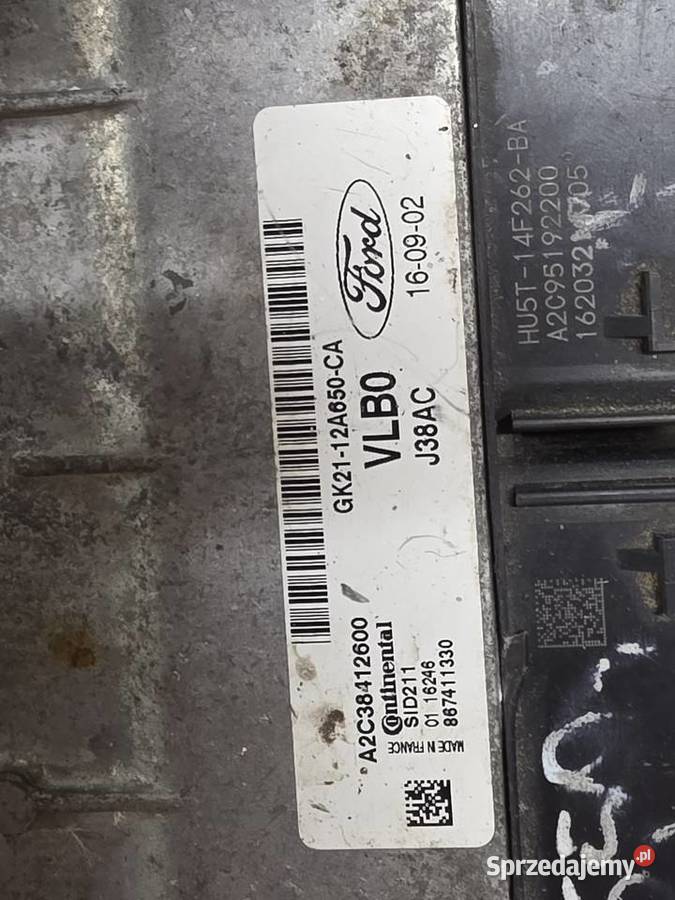 GK21-12A650-CA
Ford
VLB0
16-09-02
J38AC
A2C38412600
Continental
SID211
01 16246
867411330
MADE IN FRANCE
HU5T-14F262-BA
A2C95192200
Sprzedajemy.pl